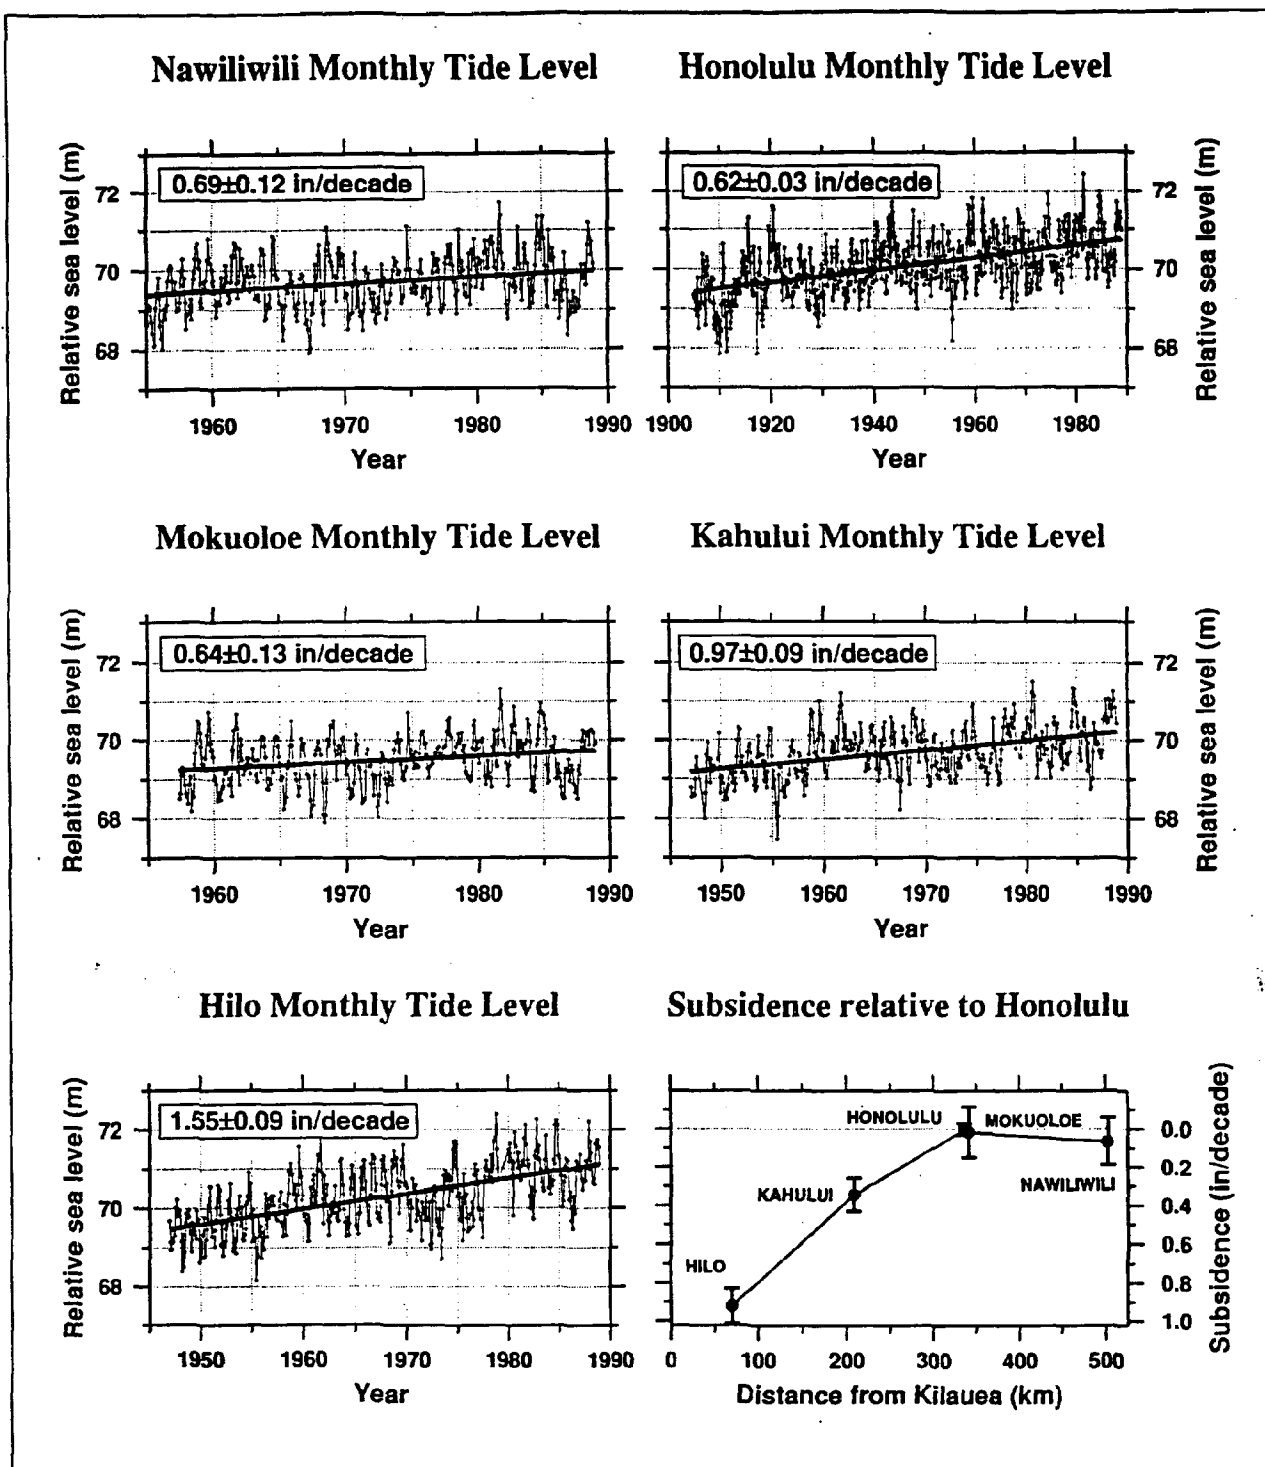 Nawiliwili Monthly Tide Level
Relative sea level (m)
72
70
68
0.69±0.12 in/decade
1960
1970
1980
1990
Year
Honolulu Monthly Tide Level
0.62±0.03 in/decade
72
70
68
Relative sea level (m)
1900
1920
1940
1960
1980
Year
Mokuoloe Monthly Tide Level
Relative sea level (m)
72
70
68
0.64±0.13 in/decade
1960
1970
1980
1990
Year
Kahului Monthly Tide Level
0.97±0.09 in/decade
72
70
68
Relative sea level (m)
1950
1960
1970
1980
1990
Year
Hilo Monthly Tide Level
Relative sea level (m)
72
70
68
1.55±0.09 in/decade
1950
1960
1970
1980
1990
Year
Subsidence relative to Honolulu
HONOLULU
MOKUOLOE
NAWILIWILI
KAHULUI
HILO
0.0
0.2
0.4
0.6
0.8
1.0
Subsidence (in/decade)
0
100
200
300
400
500
Distance from Kilauea (km)